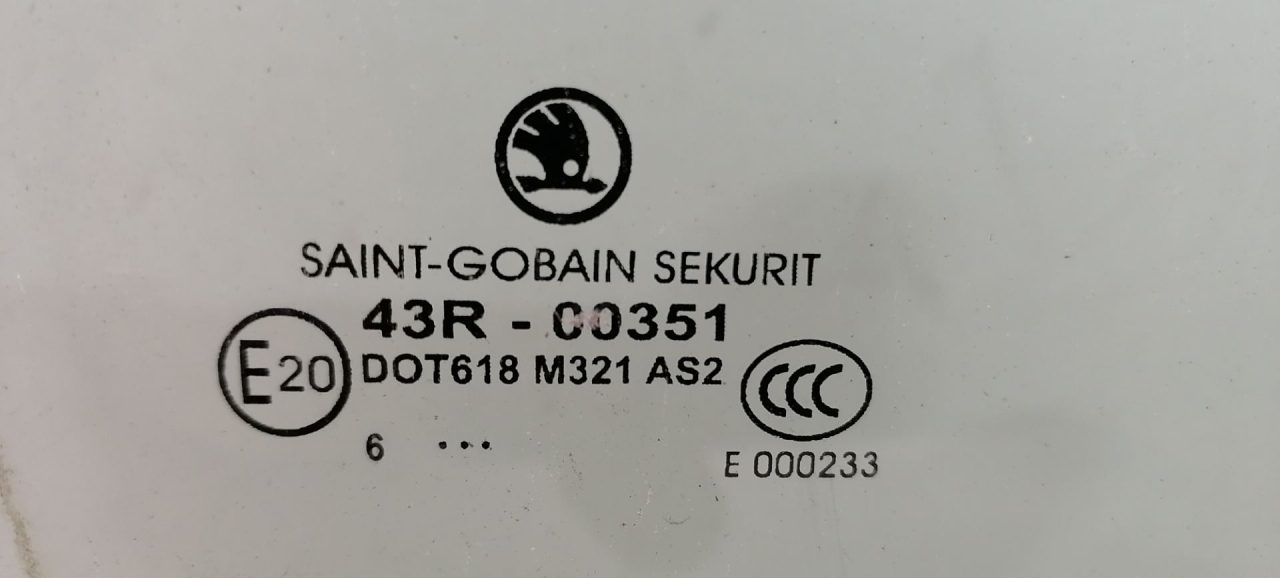 SAINT-GOBAIN SEKURIT
43R - 00351
E20 DOT618 M321 AS2
CCC
6 ...
E 000233